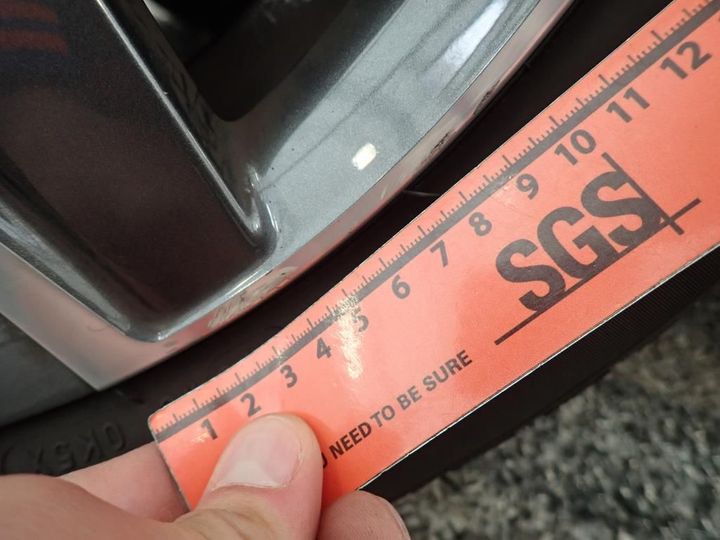 1 2 3 4 5 6 7 8 9 10 11 12
SGS
NEED TO BE SURE